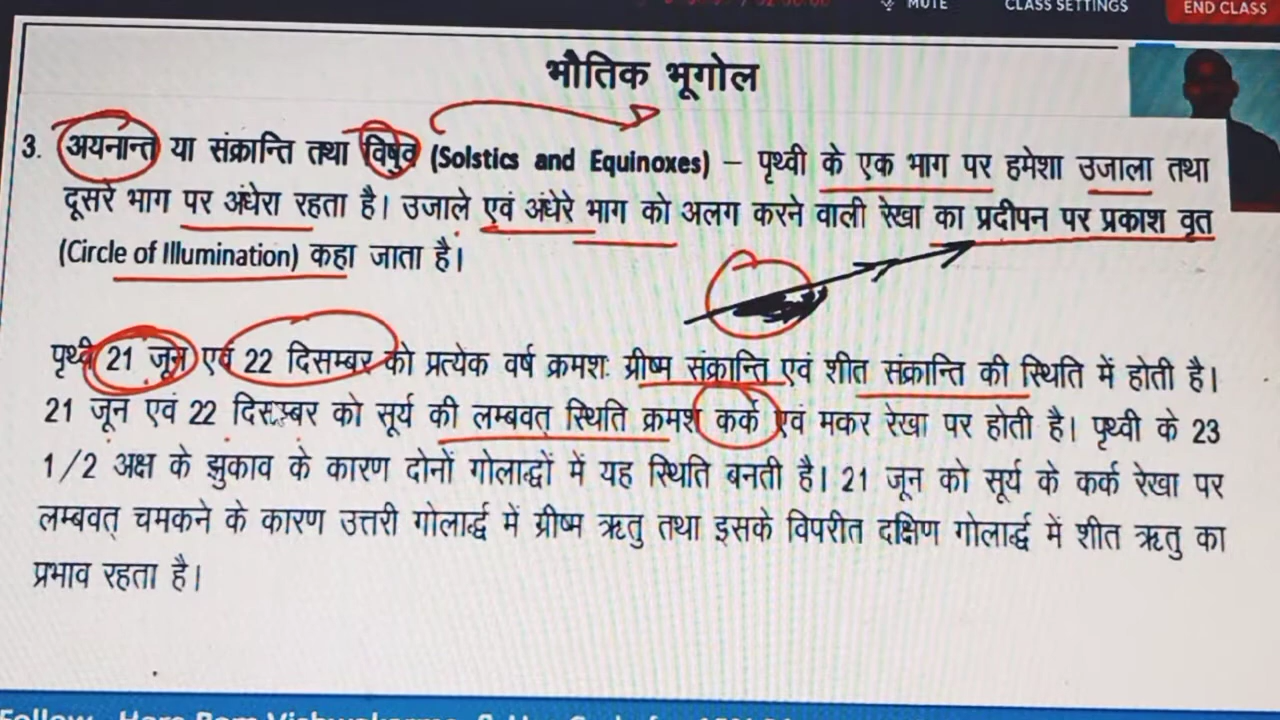 MUTE CLASS SETTINGS END CLASS
भौतिक भूगोल
3. अयनान्त या संक्रान्ति तथा विषुव (Solstics and Equinoxes) – पृथ्वी के एक भाग पर हमेशा उजाला तथा
दूसरे भाग पर अंधेरा रहता है। उजाले एवं अंधेरे भाग को अलग करने वाली रेखा का प्रदीपन पर प्रकाश वृत
(Circle of Illumination) कहा जाता है।
पृथ्वी 21 जून एवं 22 दिसम्बर को प्रत्येक वर्ष क्रमशः ग्रीष्म संक्रान्ति एवं शीत संक्रान्ति की स्थिति में होती है।
21 जून एवं 22 दिसम्बर को सूर्य की लम्बवत् स्थिति क्रमश कर्क एवं मकर रेखा पर होती है। पृथ्वी के 23
1/2 अक्ष के झुकाव के कारण दोनों गोलाद्धों में यह स्थिति बनती है। 21 जून को सूर्य के कर्क रेखा पर
लम्बवत् चमकने के कारण उत्तरी गोलार्द्ध में ग्रीष्म ऋतु तथा इसके विपरीत दक्षिण गोलार्द्ध में शीत ऋतु का
प्रभाव रहता है।
Follow Hare Ram Vishwakarma